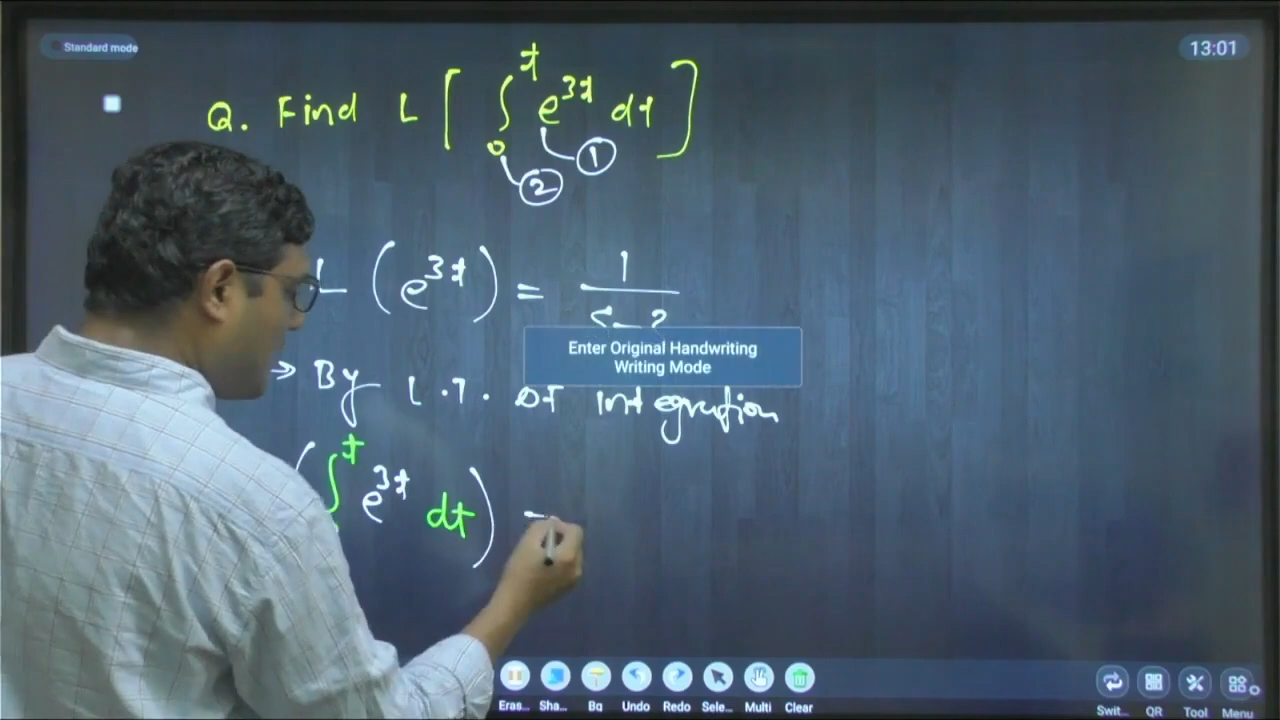 Standard mode
13:01
Q. Find L [ ∫₀ᵗ e³ᵗ dt ]
① 
②
L (e³ᵗ) = 1
Enter Original Handwriting
Writing Mode
→ By L.T. OF integration
( ∫ᵗ e³ᵗ dt )
Eras... Sha... Bg Undo Redo Sele... Multi Clear Swit... QR Tool Menu